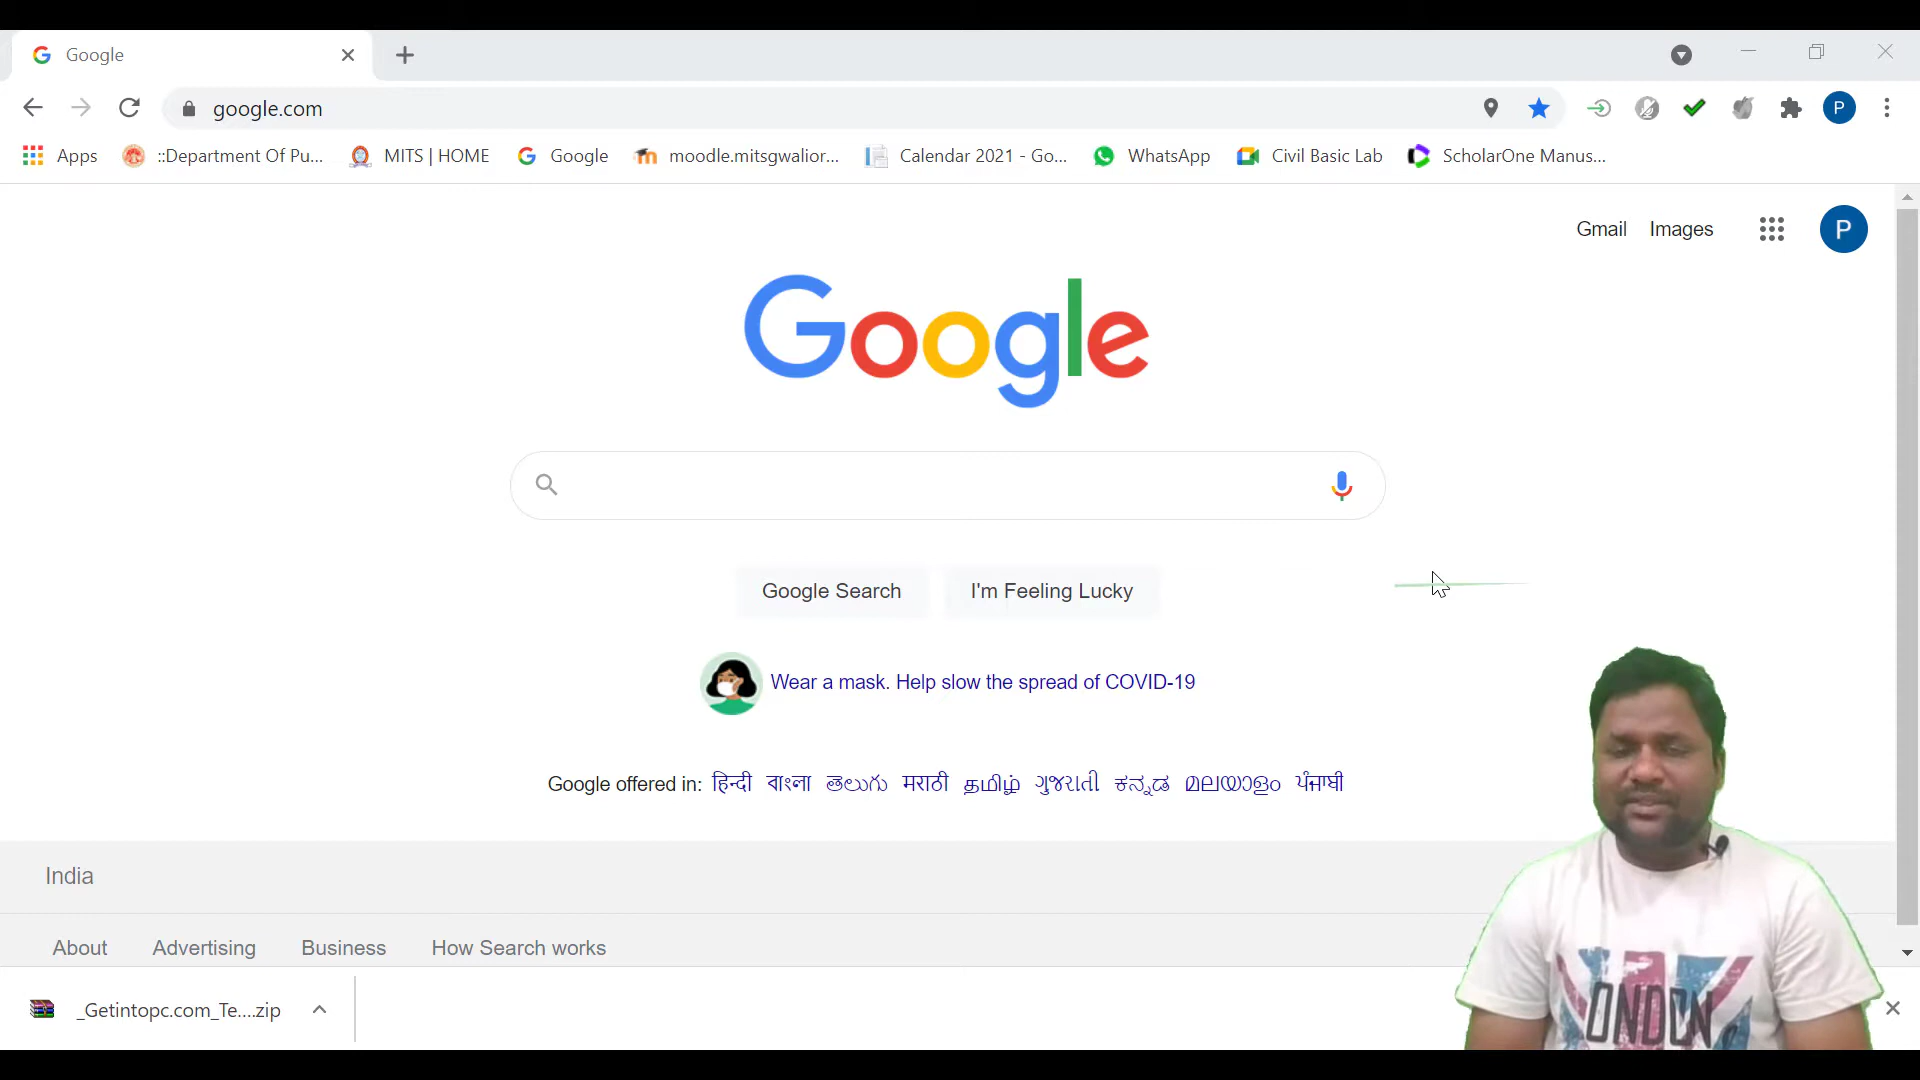 Google
google.com
P
Apps ::Department Of Pu... MITS | HOME Google moodle.mitsgwalior... Calendar 2021 - Go... WhatsApp Civil Basic Lab ScholarOne Manus...
Gmail Images P
Google
Google Search I'm Feeling Lucky
Wear a mask. Help slow the spread of COVID-19
Google offered in: हिन्दी বাংলা తెలుగు मराठी தமிழ் ગુજરાતી ಕನ್ನಡ മലയാളം ਪੰਜਾਬੀ
India
About Advertising Business How Search works
_Getintopc.com_Te....zip
LONDON